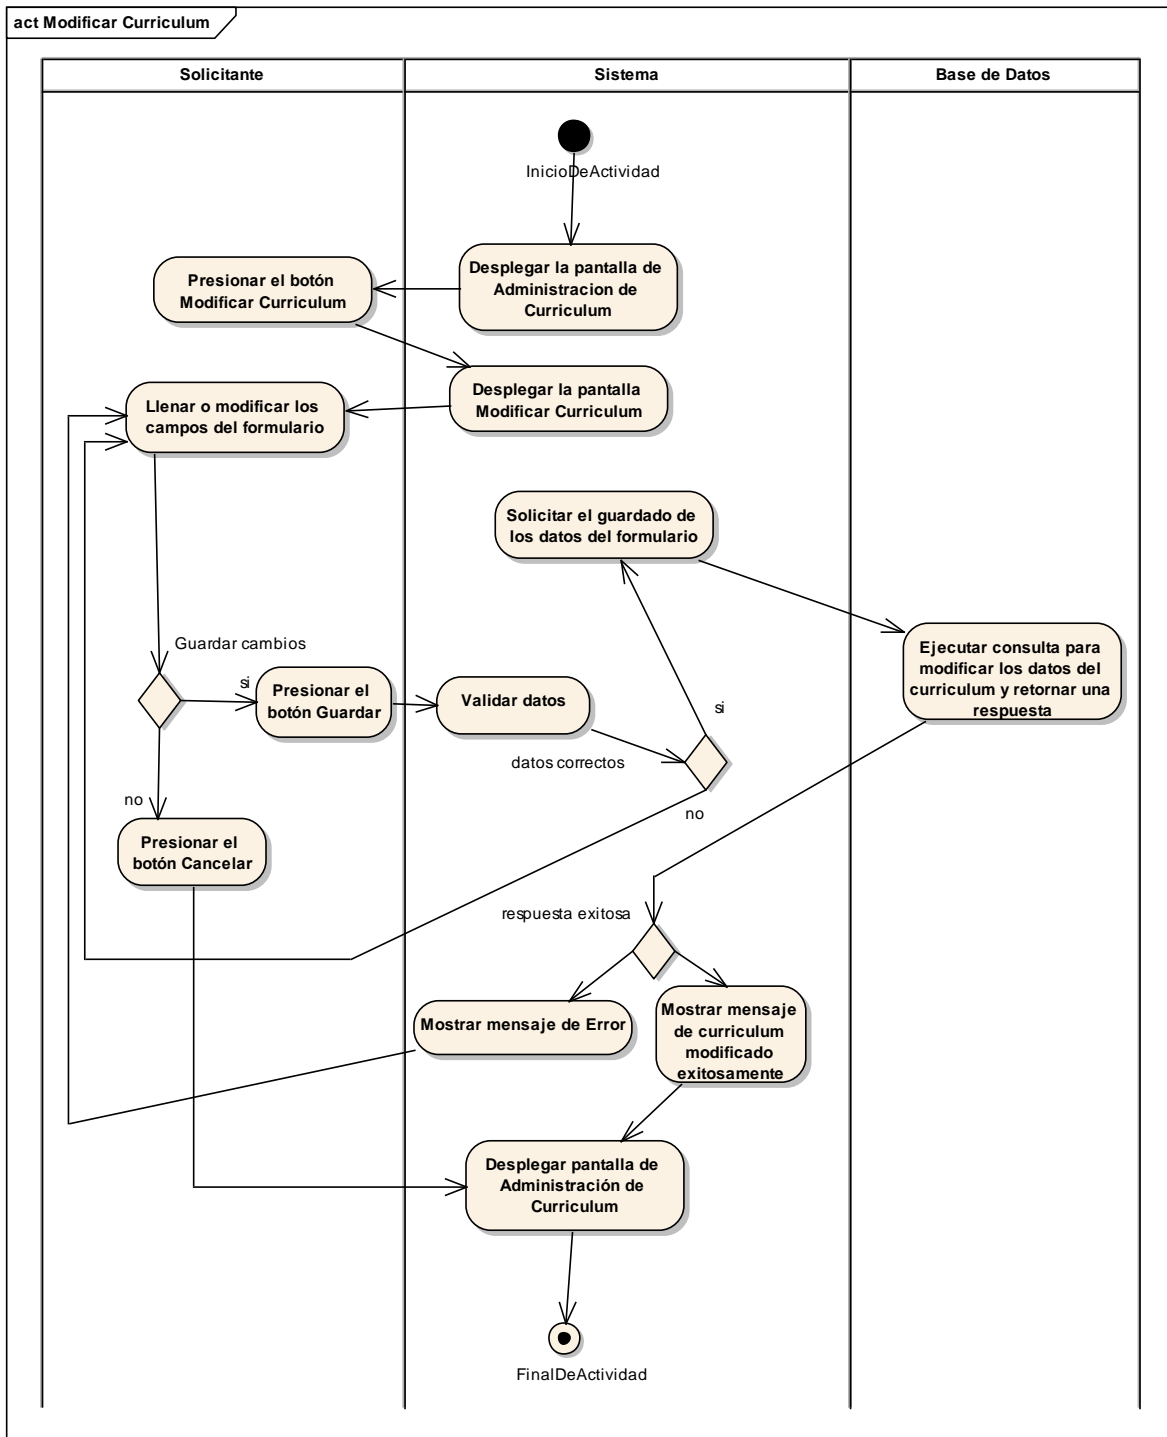 act Modificar Curriculum
Solicitante
Sistema
Base de Datos
InicioDeActividad
Desplegar la pantalla de
Administracion de
Curriculum
Presionar el botón
Modificar Curriculum
Desplegar la pantalla
Modificar Curriculum
Llenar o modificar los
campos del formulario
Solicitar el guardado de
los datos del formulario
Ejecutar consulta para
modificar los datos del
curriculum y retornar una
respuesta
Guardar cambios
si
Presionar el
botón Guardar
Validar datos
si
datos correctos
no
no
Presionar el
botón Cancelar
respuesta exitosa
Mostrar mensaje de Error
Mostrar mensaje
de curriculum
modificado
exitosamente
Desplegar pantalla de
Administración de
Curriculum
FinalDeActividad